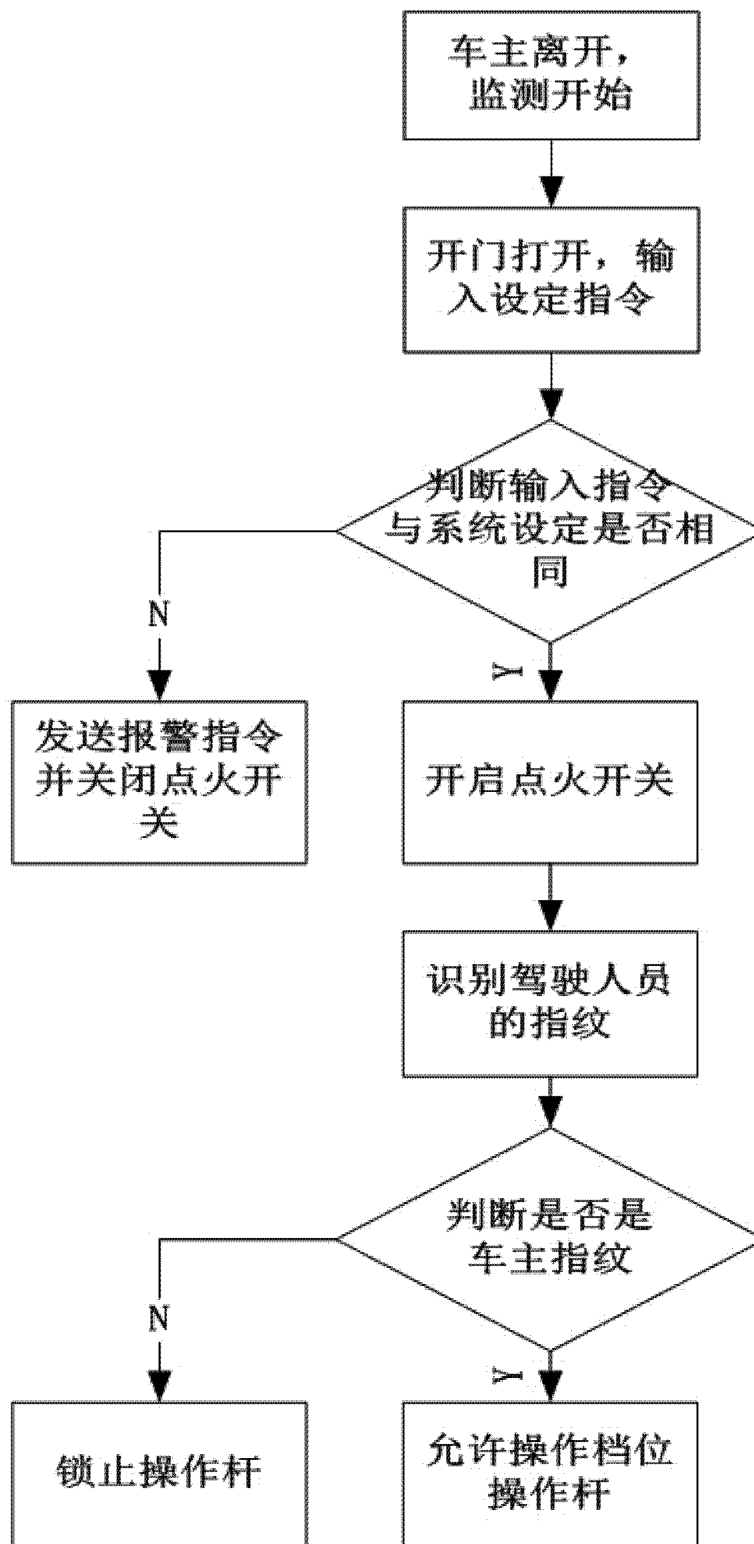 车主离开，
监测开始
开门打开，输
入设定指令
判断输入指令
与系统设定是否相
同
N
Y
发送报警指令
并关闭点火开
关
开启点火开关
识别驾驶人员
的指纹
判断是否是
车主指纹
N
Y
锁止操作杆
允许操作档位
操作杆